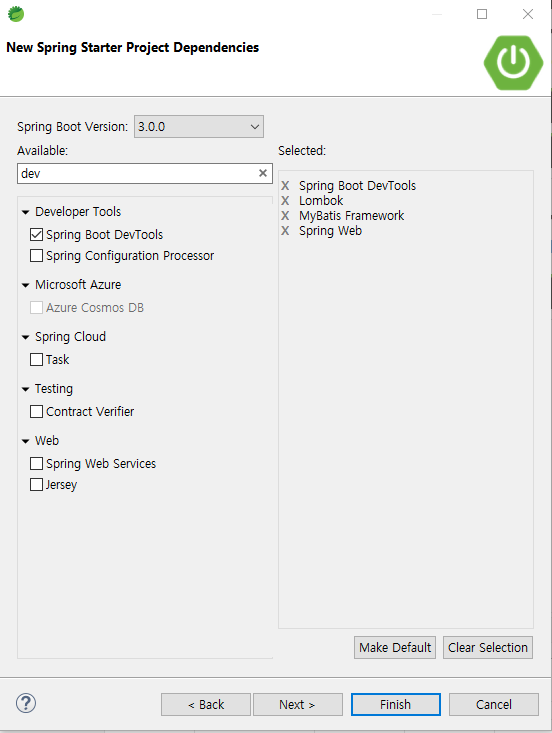 New Spring Starter Project Dependencies
Spring Boot Version: 3.0.0
Available:
dev
Developer Tools
Spring Boot DevTools
Spring Configuration Processor
Microsoft Azure
Azure Cosmos DB
Spring Cloud
Task
Testing
Contract Verifier
Web
Spring Web Services
Jersey
Selected:
X Spring Boot DevTools
X Lombok
X MyBatis Framework
X Spring Web
Make Default
Clear Selection
?
< Back
Next >
Finish
Cancel